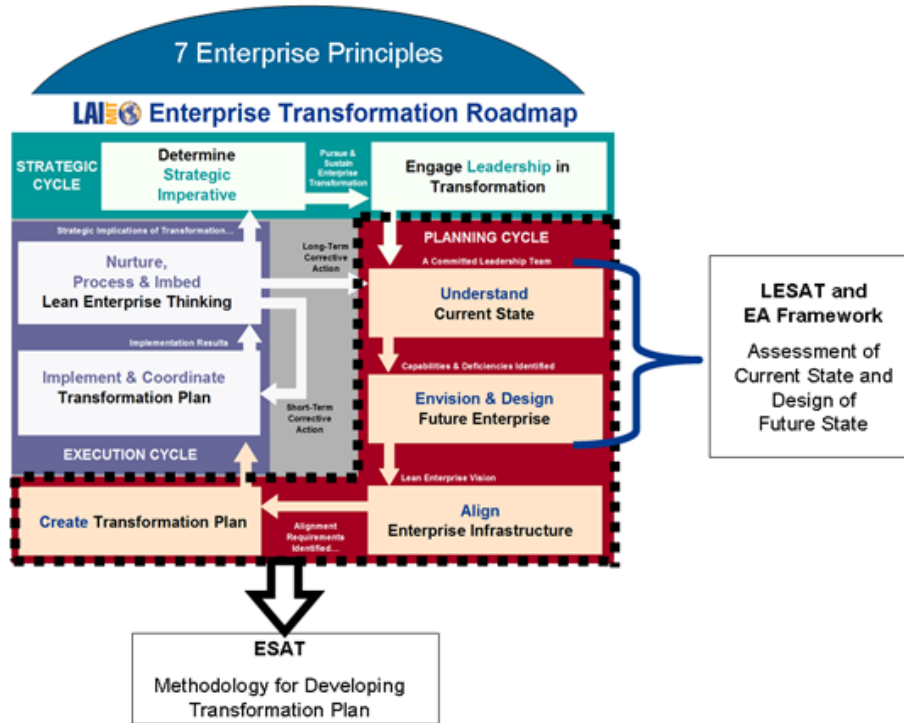 7 Enterprise Principles
LAI MIT Enterprise Transformation Roadmap
STRATEGIC
CYCLE
Determine
Strategic
Imperative
Pursue &
Sustain
Enterprise
Transformation
Engage Leadership in
Transformation
Strategic Implications of Transformation...
Nurture,
Process & Imbed
Lean Enterprise Thinking
Long-Term
Corrective
Action
PLANNING CYCLE
A Committed Leadership Team
Understand
Current State
Implementation Results
Implement & Coordinate
Transformation Plan
Short-Term
Corrective
Action
Capabilities & Deficiencies Identified
Envision & Design
Future Enterprise
EXECUTION CYCLE
Lean Enterprise Vision
Create Transformation Plan
Alignment
Requirements
Identified...
Align
Enterprise Infrastructure
LESAT and
EA Framework
Assessment of
Current State and
Design of
Future State
ESAT
Methodology for Developing
Transformation Plan